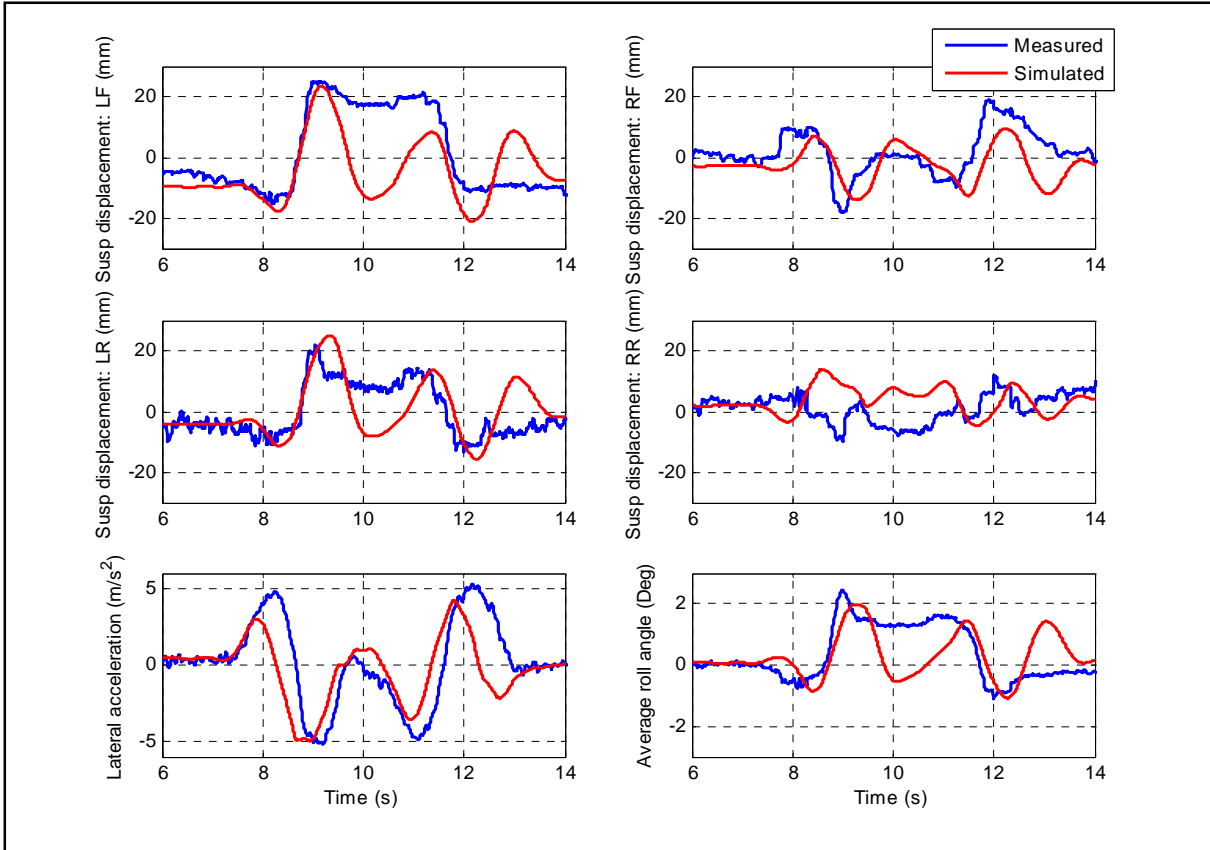 Measured
Simulated
Susp displacement: LF (mm)
20
0
-20
6 8 10 12 14
Susp displacement: RF (mm)
20
0
-20
6 8 10 12 14
Susp displacement: LR (mm)
20
0
-20
6 8 10 12 14
Susp displacement: RR (mm)
20
0
-20
6 8 10 12 14
Lateral acceleration (m/s²)
5
0
-5
6 8 10 12 14
Time (s)
Average roll angle (Deg)
2
0
-2
6 8 10 12 14
Time (s)